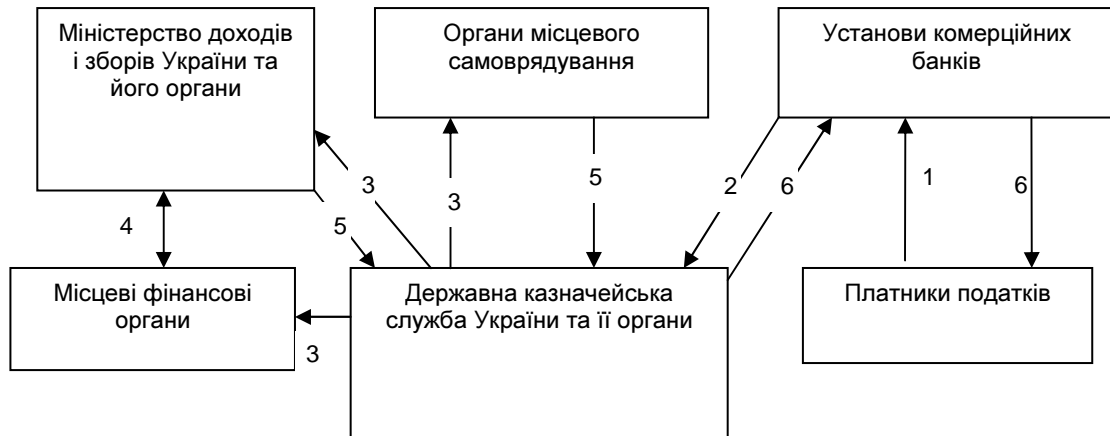 Міністерство доходів
і зборів України та
його органи
Органи місцевого
самоврядування
Установи комерційних
банків
3
3
5
2
6
1
6
4
5
Місцеві фінансові
органи
3
Державна казначейська
служба України та її органи
Платники податків